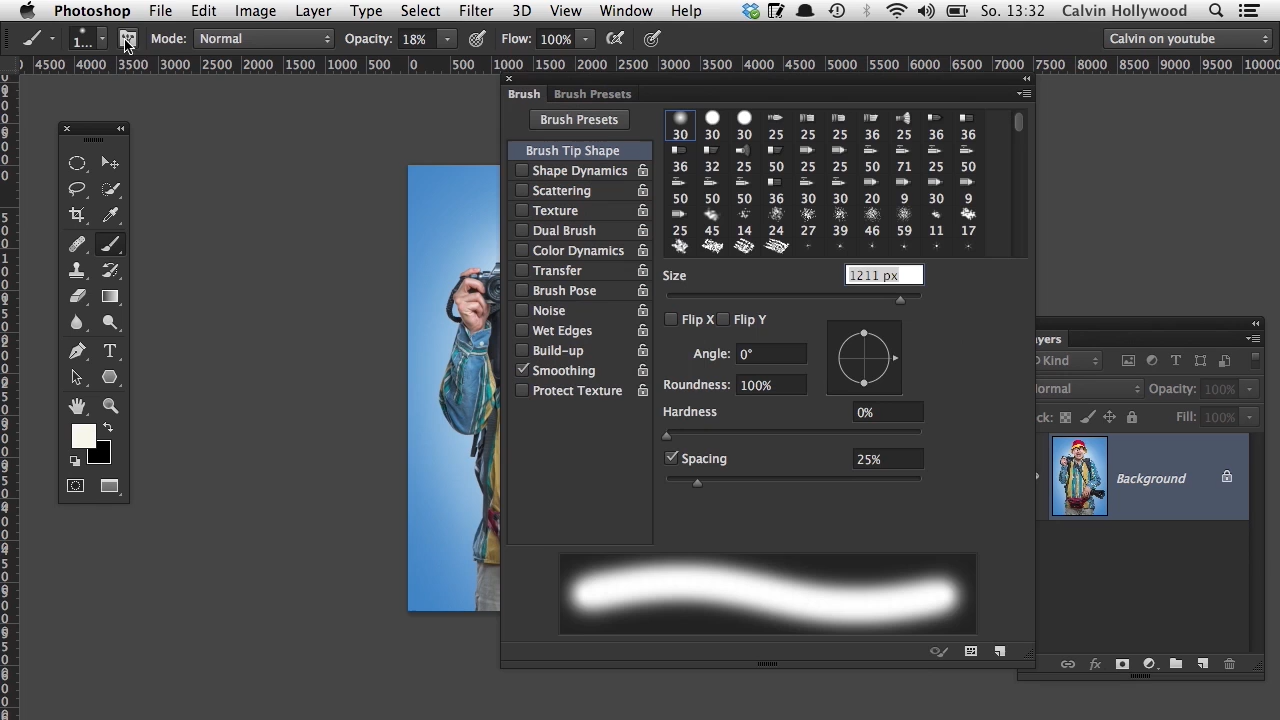 Photoshop File Edit Image Layer Type Select Filter 3D View Window Help So. 13:32 Calvin Hollywood
1... Mode: Normal Opacity: 18% Flow: 100% Calvin on youtube
4500 4000 3500 3000 2500 2000 1500 1000 500 0 500 1000 1500 2000 2500 3000 3500 4000 4500 5000 5500 6000 6500 7000 7500 8000 8500 9000 9500 10000
Brush Brush Presets
Brush Presets
Brush Tip Shape
Shape Dynamics
Scattering
Texture
Dual Brush
Color Dynamics
Transfer
Brush Pose
Noise
Wet Edges
Build-up
Smoothing
Protect Texture
30 30 30 25 25 25 36 25 36 36
36 32 25 50 25 25 50 71 25 50
50 50 50 36 30 30 20 9 30 9
25 45 14 24 27 39 46 59 11 17
Size 1211 px
Flip X Flip Y
Angle: 0°
Roundness: 100%
Hardness 0%
Spacing 25%
ayers
Kind
ormal Opacity: 100%
ck: Fill: 100%
Background